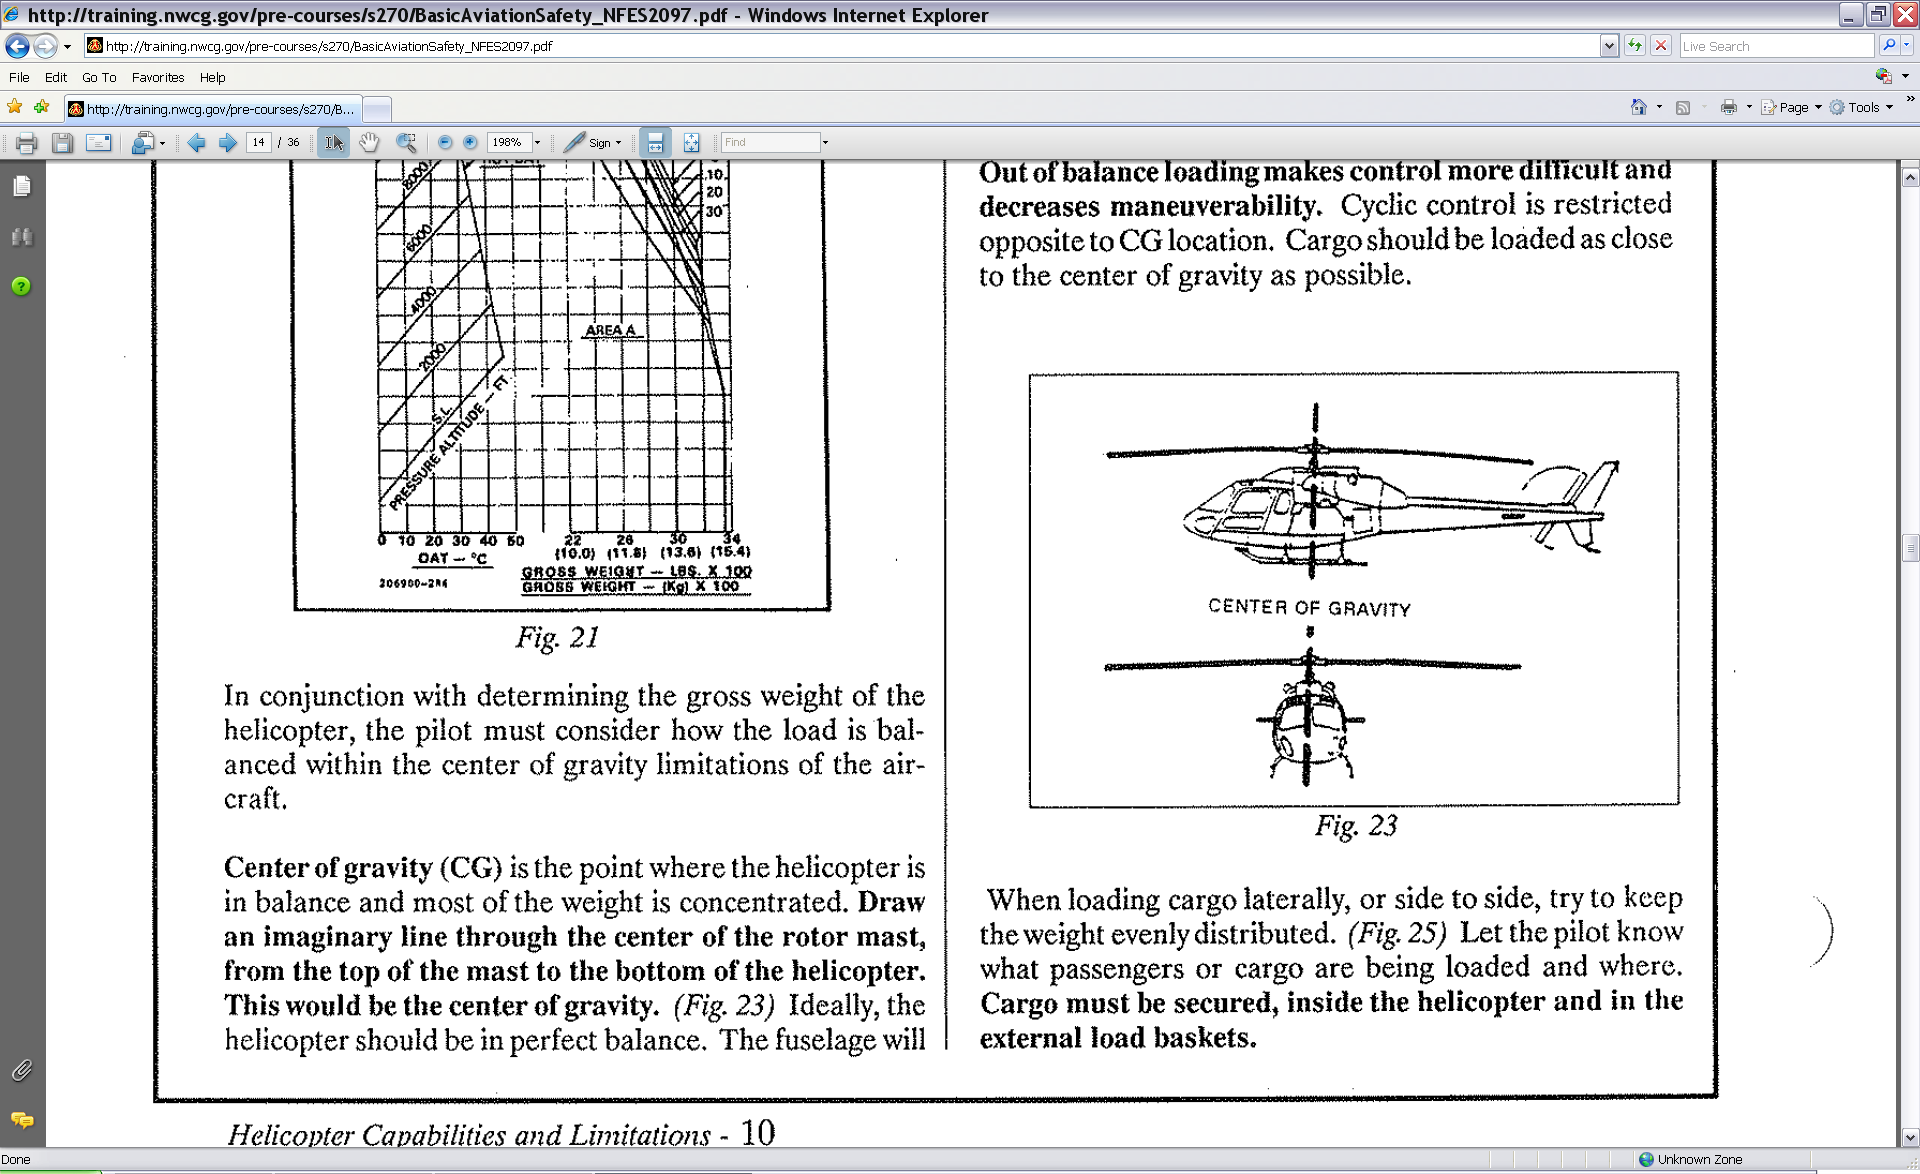 http://training.nwcg.gov/pre-courses/s270/BasicAviationSafety_NFES2097.pdf - Windows Internet Explorer
http://training.nwcg.gov/pre-courses/s270/BasicAviationSafety_NFES2097.pdf
Live Search
File Edit Go To Favorites Help
http://training.nwcg.gov/pre-courses/s270/B...
Page Tools
14 / 36
198%
Sign
Find
8000
6000
4000
2000
S.L.
PRESSURE ALTITUDE - FT
10
20
30
AREA A
0 10 20 30 40 50
OAT - °C
22 26 30 34
(10.0) (11.8) (13.6) (15.4)
GROSS WEIGHT - LBS. X 100
GROSS WEIGHT - (Kg) X 100
206900-2R4
Fig. 21
In conjunction with determining the gross weight of the
helicopter, the pilot must consider how the load is bal-
anced within the center of gravity limitations of the air-
craft.
Center of gravity (CG) is the point where the helicopter is
in balance and most of the weight is concentrated. Draw
an imaginary line through the center of the rotor mast,
from the top of the mast to the bottom of the helicopter.
This would be the center of gravity. (Fig. 23) Ideally, the
helicopter should be in perfect balance. The fuselage will
Out of balance loading makes control more difficult and
decreases maneuverability. Cyclic control is restricted
opposite to CG location. Cargo should be loaded as close
to the center of gravity as possible.
CENTER OF GRAVITY
Fig. 23
When loading cargo laterally, or side to side, try to keep
the weight evenly distributed. (Fig. 25) Let the pilot know
what passengers or cargo are being loaded and where.
Cargo must be secured, inside the helicopter and in the
external load baskets.
Helicopter Capabilities and Limitations - 10
Done
Unknown Zone